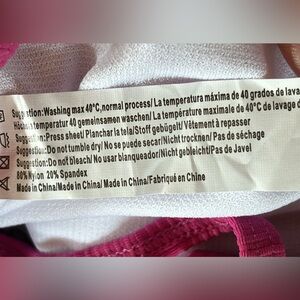 Suggestion:Washing max 40°C,normal process/ La temperatura máxima de 40 grados de lava
temperatur 40 gemeinsamen waschen/ La température maximale de 40°C de lavage d
Suggestion:Press sheet/ Planchar la tela/Stoff gebügelt/ Vêtement à repasser
Suggestion:Do not tumble dry/ No se puede secar/Nicht trocknen/ Pas de séchage
Suggestion:Do not bleach/ No usar blanqueador/Nicht gebleicht/Pas de Javel
80% Nylon 20% Spandex
Made in China/Made in China/Made in China/Fabriqué en Chine